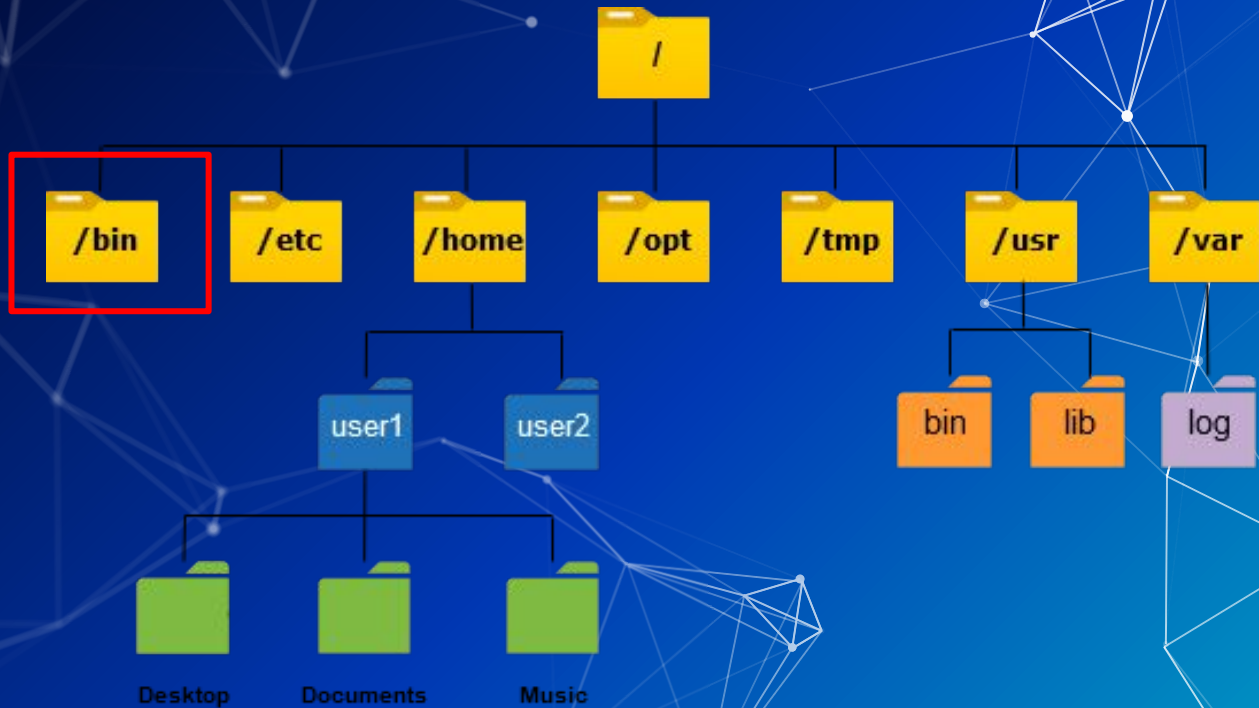 /
/bin
/etc
/home
/opt
/tmp
/usr
/var
user1
user2
bin
lib
log
Desktop
Documents
Music